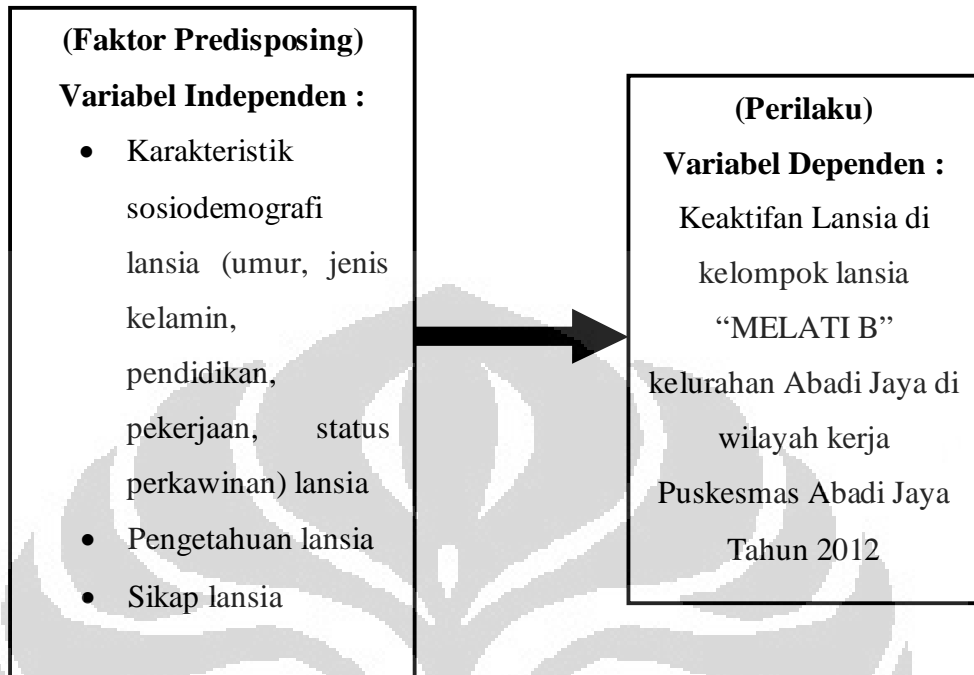 (Faktor Predisposing)
Variabel Independen :
• Karakteristik
sosiodemografi
lansia (umur, jenis
kelamin,
pendidikan,
pekerjaan, status
perkawinan) lansia
• Pengetahuan lansia
• Sikap lansia
(Perilaku)
Variabel Dependen :
Keaktifan Lansia di
kelompok lansia
“MELATI B”
kelurahan Abadi Jaya di
wilayah kerja
Puskesmas Abadi Jaya
Tahun 2012